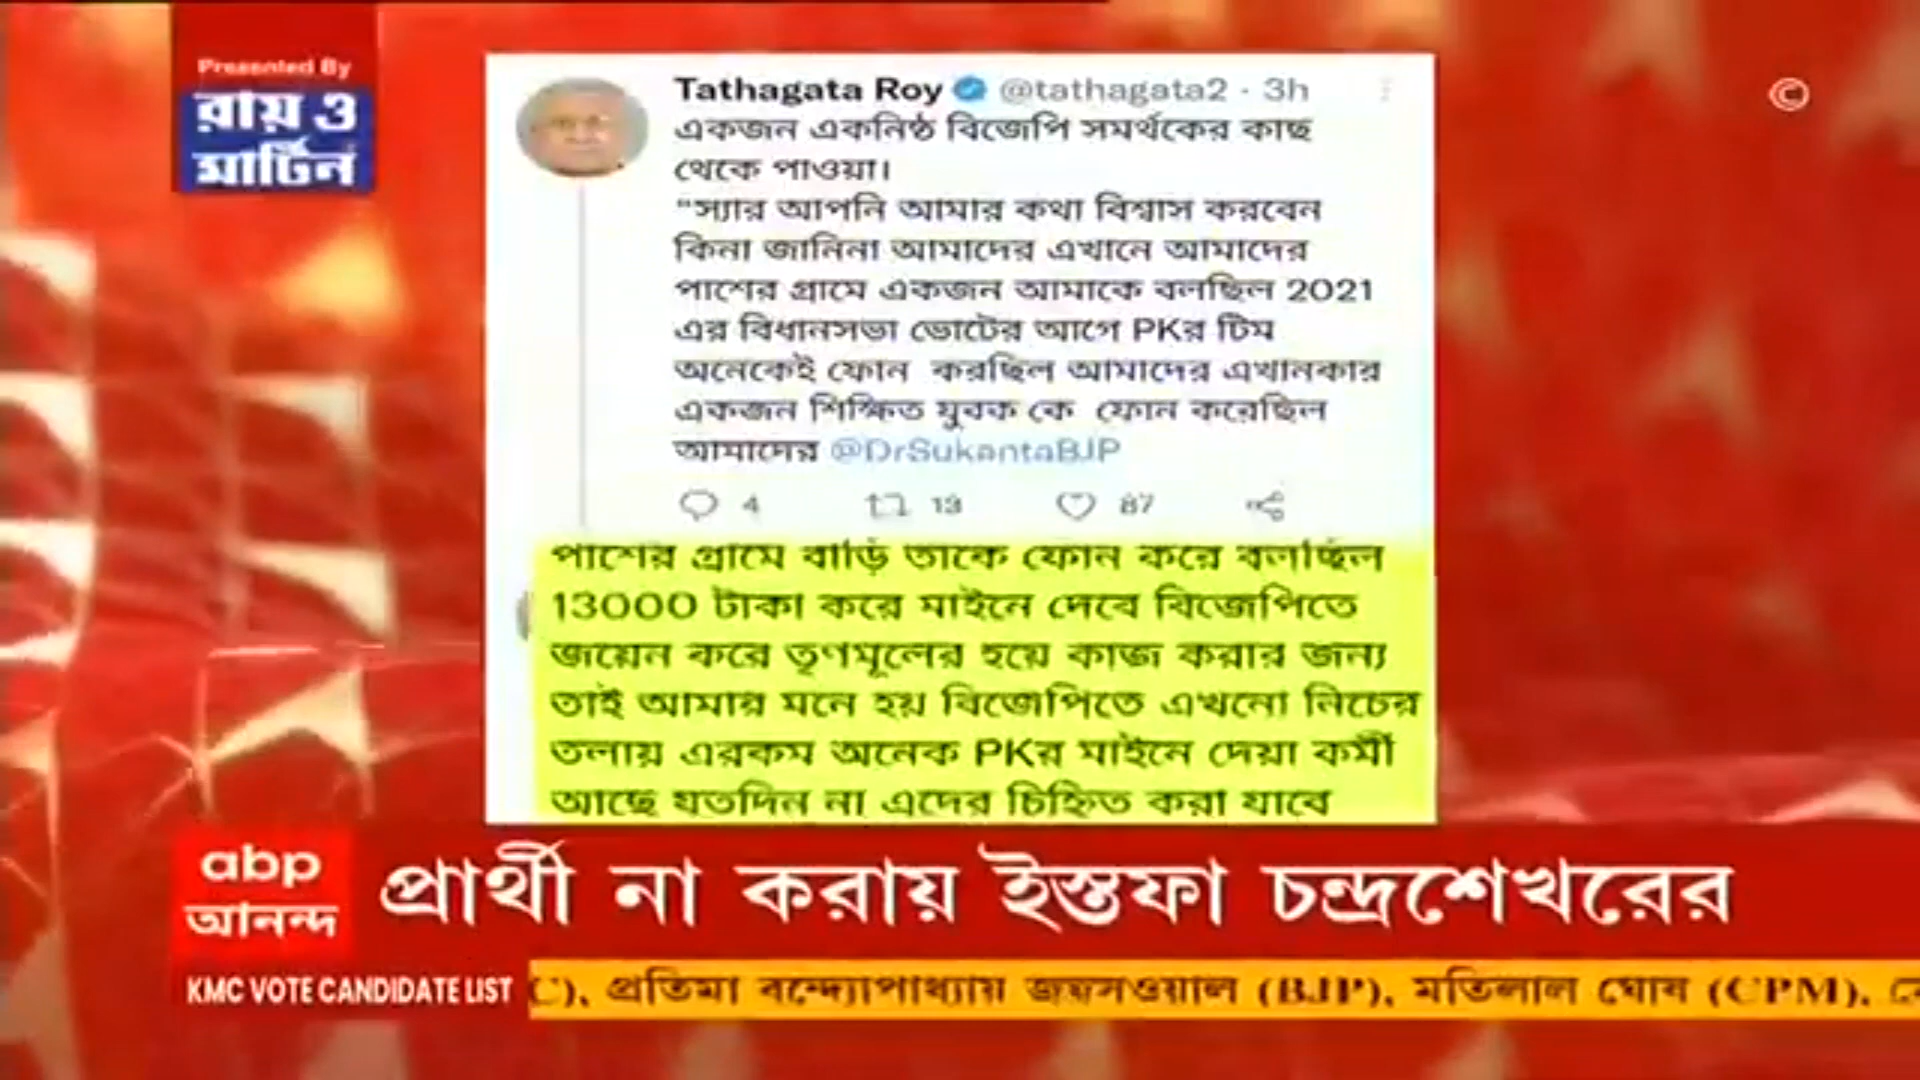 Presented By
রায় ও
মার্টিন
©
Tathagata Roy @tathagata2 · 3h
একজন একনিষ্ঠ বিজেপি সমর্থকের কাছ
থেকে পাওয়া।
"স্যার আপনি আমার কথা বিশ্বাস করবেন
কিনা জানিনা আমাদের এখানে আমাদের
পাশের গ্রামে একজন আমাকে বলছিল 2021
এর বিধানসভা ভোটের আগে PKর টিম
অনেকেই ফোন করছিল আমাদের এখানকার
একজন শিক্ষিত যুবক কে ফোন করেছিল
আমাদের @DrSukantaBJP
4 13 87
পাশের গ্রামে বাড়ি তাকে ফোন করে বলছিল
13000 টাকা করে মাইনে দেবে বিজেপিতে
জয়েন করে তৃণমূলের হয়ে কাজ করার জন্য
তাই আমার মনে হয় বিজেপিতে এখনো নিচের
তলায় এরকম অনেক PKর মাইনে দেয়া কর্মী
আছে যতদিন না এদের চিহ্নিত করা যাবে
abp
আনন্দ
প্রার্থী না করায় ইস্তফা চন্দ্রশেখরের
KMC VOTE CANDIDATE LIST
C), প্রতিমা বন্দ্যোপাধ্যায় জয়সওয়াল (BJP), মতিলাল ঘোষ (CPM),